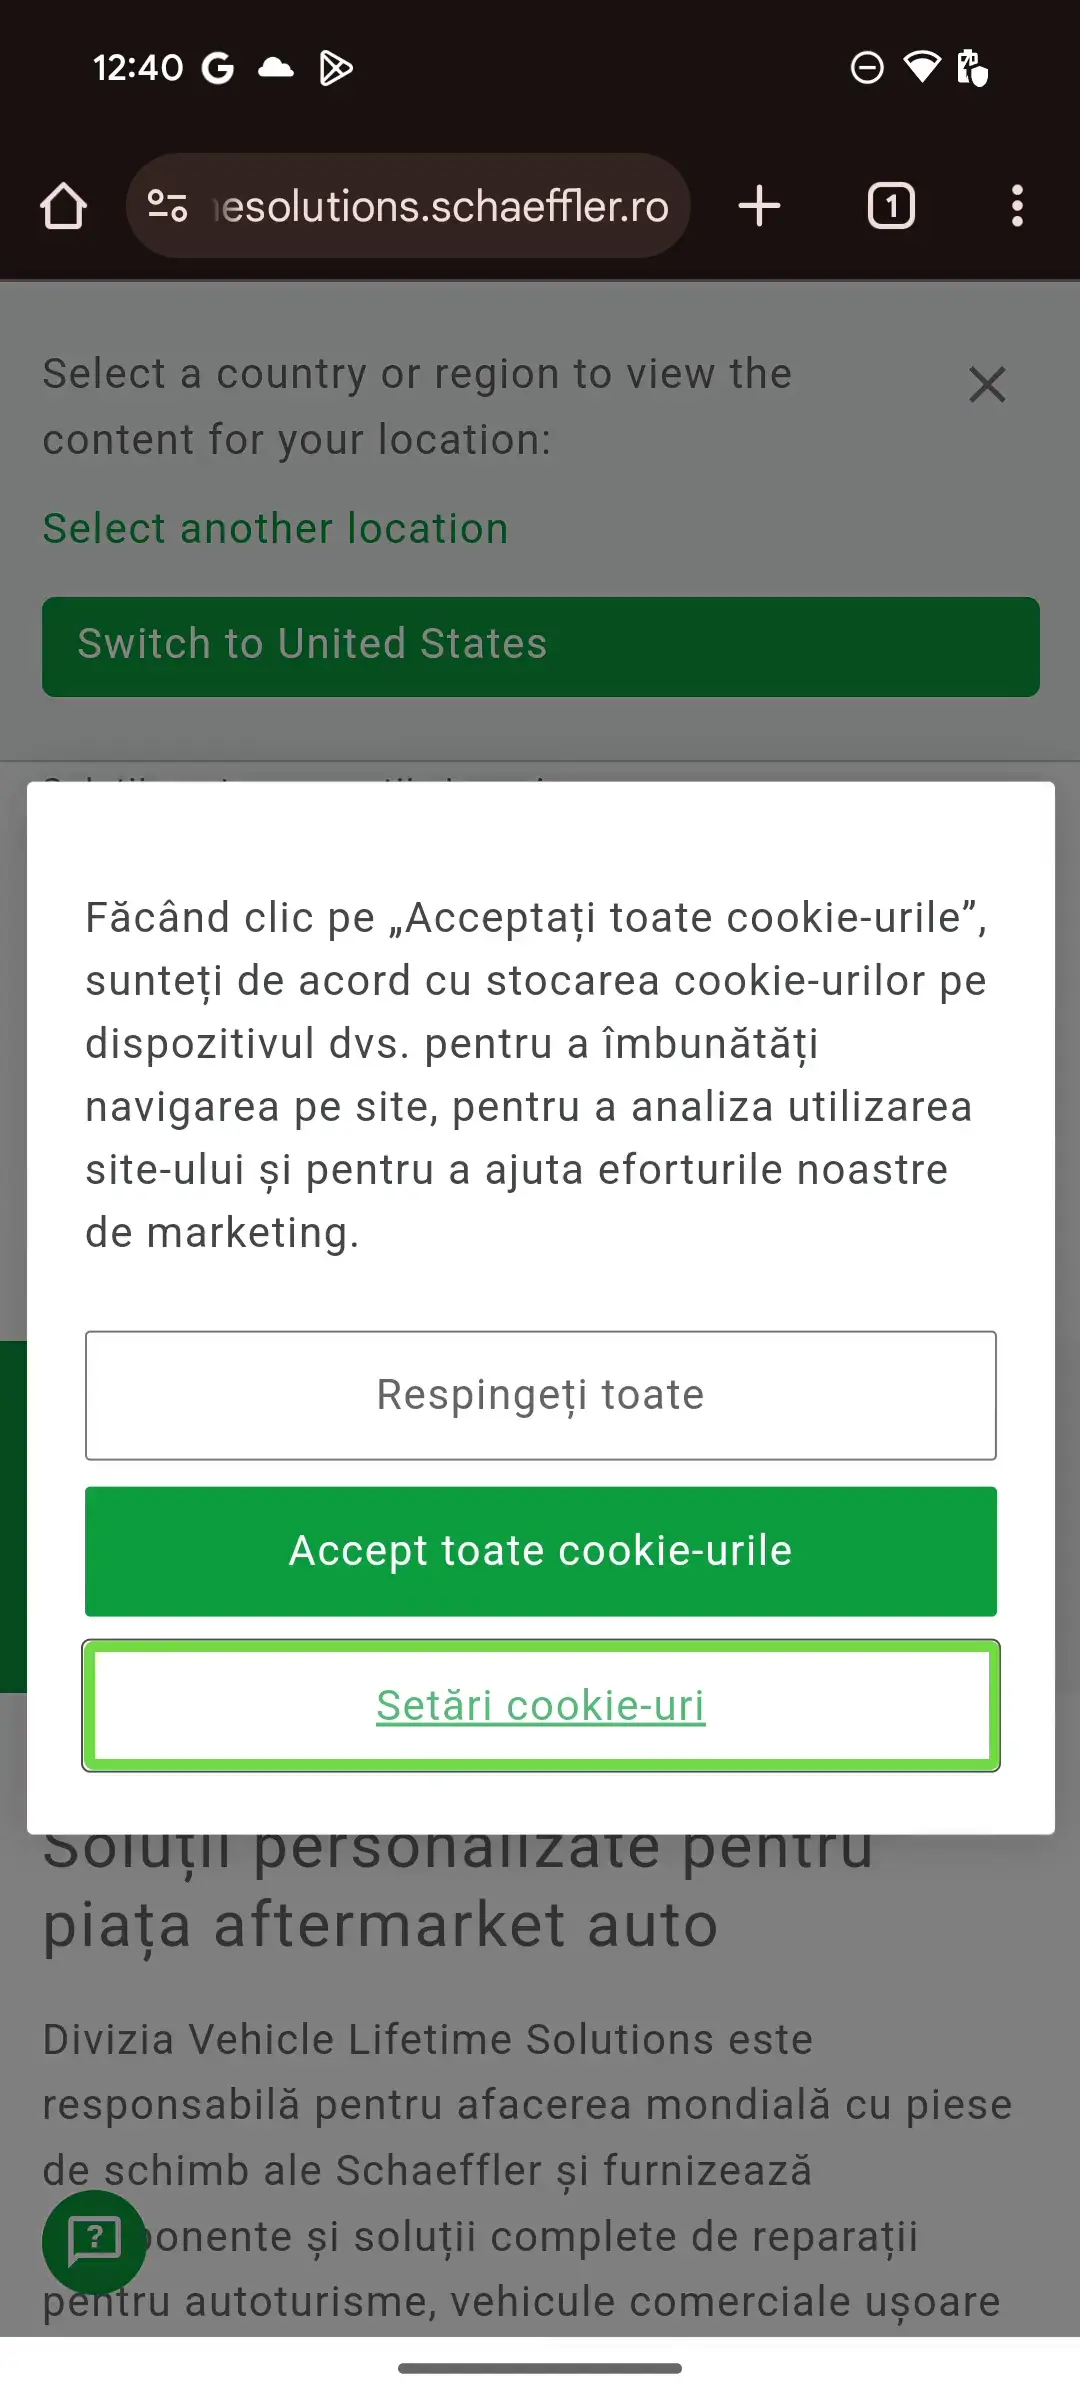 12:40
esolutions.schaeffler.ro
1
Select a country or region to view the
content for your location:
Select another location
Switch to United States
Făcând clic pe „Acceptați toate cookie-urile”,
sunteți de acord cu stocarea cookie-urilor pe
dispozitivul dvs. pentru a îmbunătăți
navigarea pe site, pentru a analiza utilizarea
site-ului și pentru a ajuta eforturile noastre
de marketing.
Respingeți toate
Accept toate cookie-urile
Setări cookie-uri
Soluții personalizate pentru
piața aftermarket auto
Divizia Vehicle Lifetime Solutions este
responsabilă pentru afacerea mondială cu piese
de schimb ale Schaeffler și furnizează
ponente și soluții complete de reparații
pentru autoturisme, vehicule comerciale ușoare